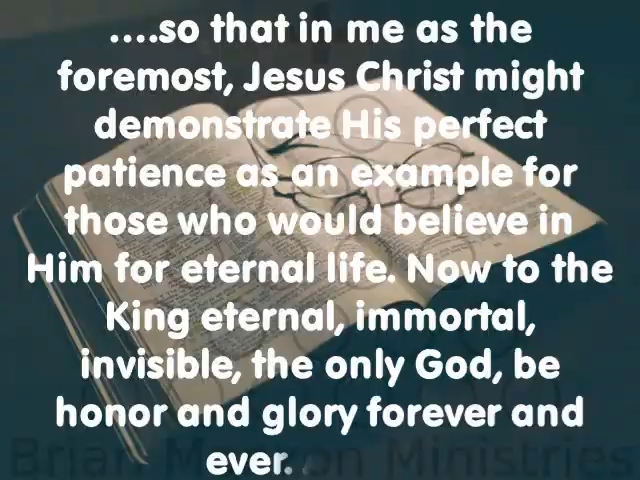 ....so that in me as the
foremost, Jesus Christ might
demonstrate His perfect
patience as an example for
those who would believe in
Him for eternal life. Now to the
King eternal, immortal,
invisible, the only God, be
honor and glory forever and
ever.
Ministries